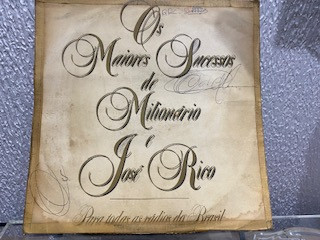 Os
Maiores Sucessos
de
Milionário
e
José Rico
Para todas as rádios do Brasil